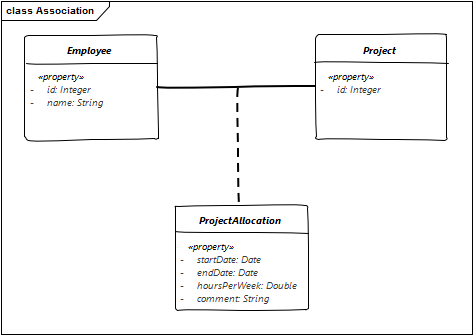 class Association
Employee
«property»
- id: Integer
- name: String
Project
«property»
- id: Integer
ProjectAllocation
«property»
- startDate: Date
- endDate: Date
- hoursPerWeek: Double
- comment: String